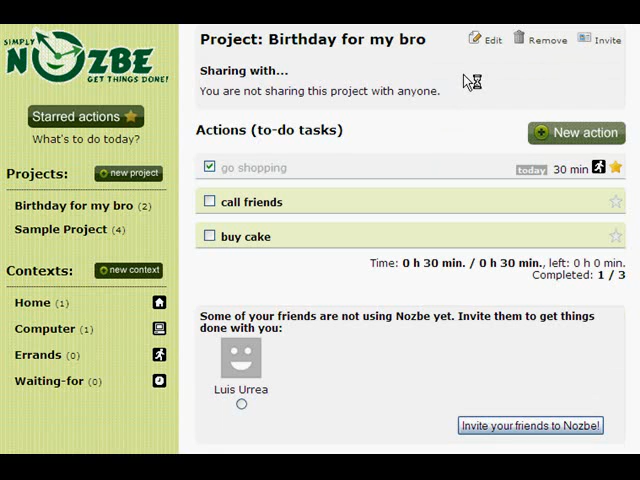 SIMPLY
NOZBE
GET THINGS DONE!
Starred actions
What's to do today?
Projects:
new project
Birthday for my bro (2)
Sample Project (4)
Contexts:
new context
Home (1)
Computer (1)
Errands (0)
Waiting-for (0)
Project: Birthday for my bro
Edit
Remove
Invite
Sharing with...
You are not sharing this project with anyone.
Actions (to-do tasks)
New action
go shopping
today 30 min
call friends
buy cake
Time: 0 h 30 min. / 0 h 30 min., left: 0 h 0 min.
Completed: 1 / 3
Some of your friends are not using Nozbe yet. Invite them to get things
done with you:
Luis Urrea
Invite your friends to Nozbe!